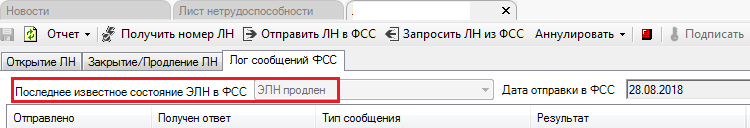 Новости Лист нетрудоспособности .
Отчет Получить номер ЛН Отправить ЛН в ФСС Запросить ЛН из ФСС Аннулировать Подписать
Открытие ЛН Закрытие/Продление ЛН Лог сообщений ФСС
Последнее известное состояние ЭЛН в ФСС ЭЛН продлен Дата отправки в ФСС 28.08.2018
Отправлено Получен ответ Тип сообщения Результат